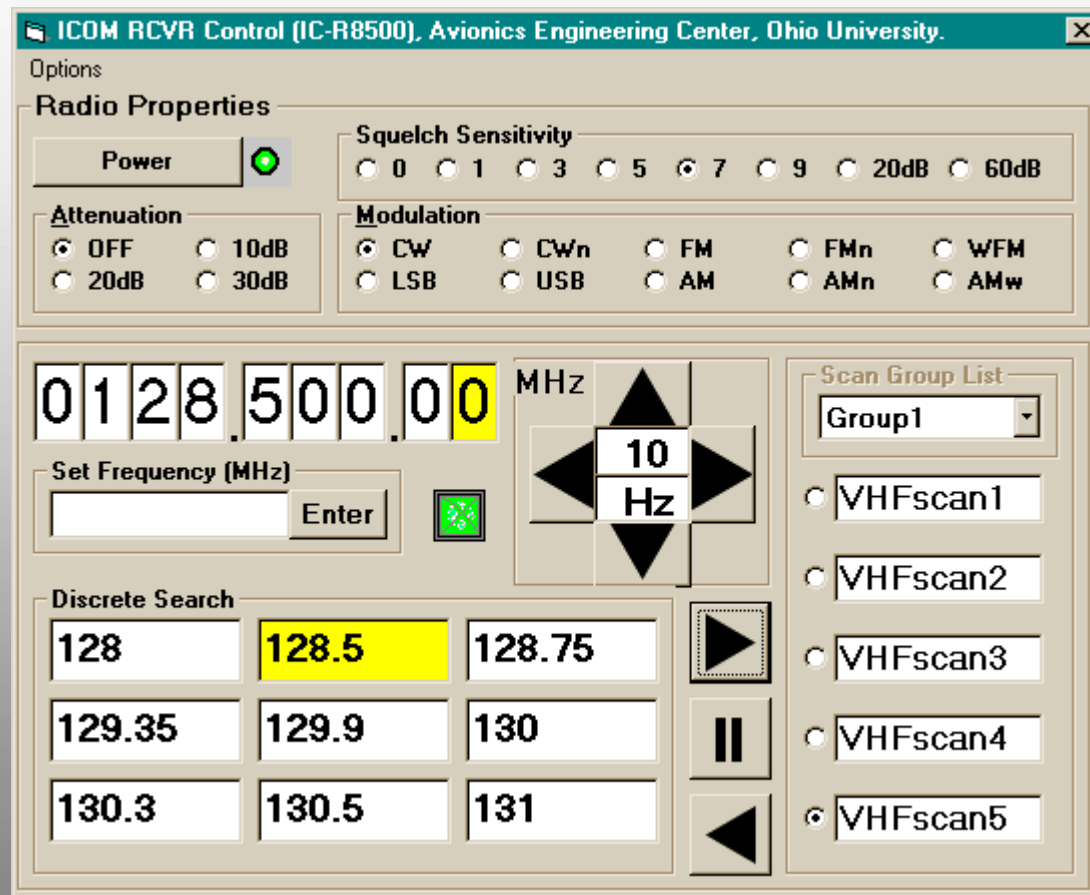 ICOM RCVR Control (IC-R8500), Avionics Engineering Center, Ohio University.
Options
Radio Properties
Power
Squelch Sensitivity
0 1 3 5 7 9 20dB 60dB
Attenuation
OFF 10dB
20dB 30dB
Modulation
CW CWn FM FMn WFM
LSB USB AM AMn AMw
0128.500.00 MHz
10
Hz
Set Frequency (MHz)
Enter
Scan Group List
Group1
VHFscan1
VHFscan2
VHFscan3
VHFscan4
VHFscan5
Discrete Search
128 128.5 128.75
129.35 129.9 130
130.3 130.5 131